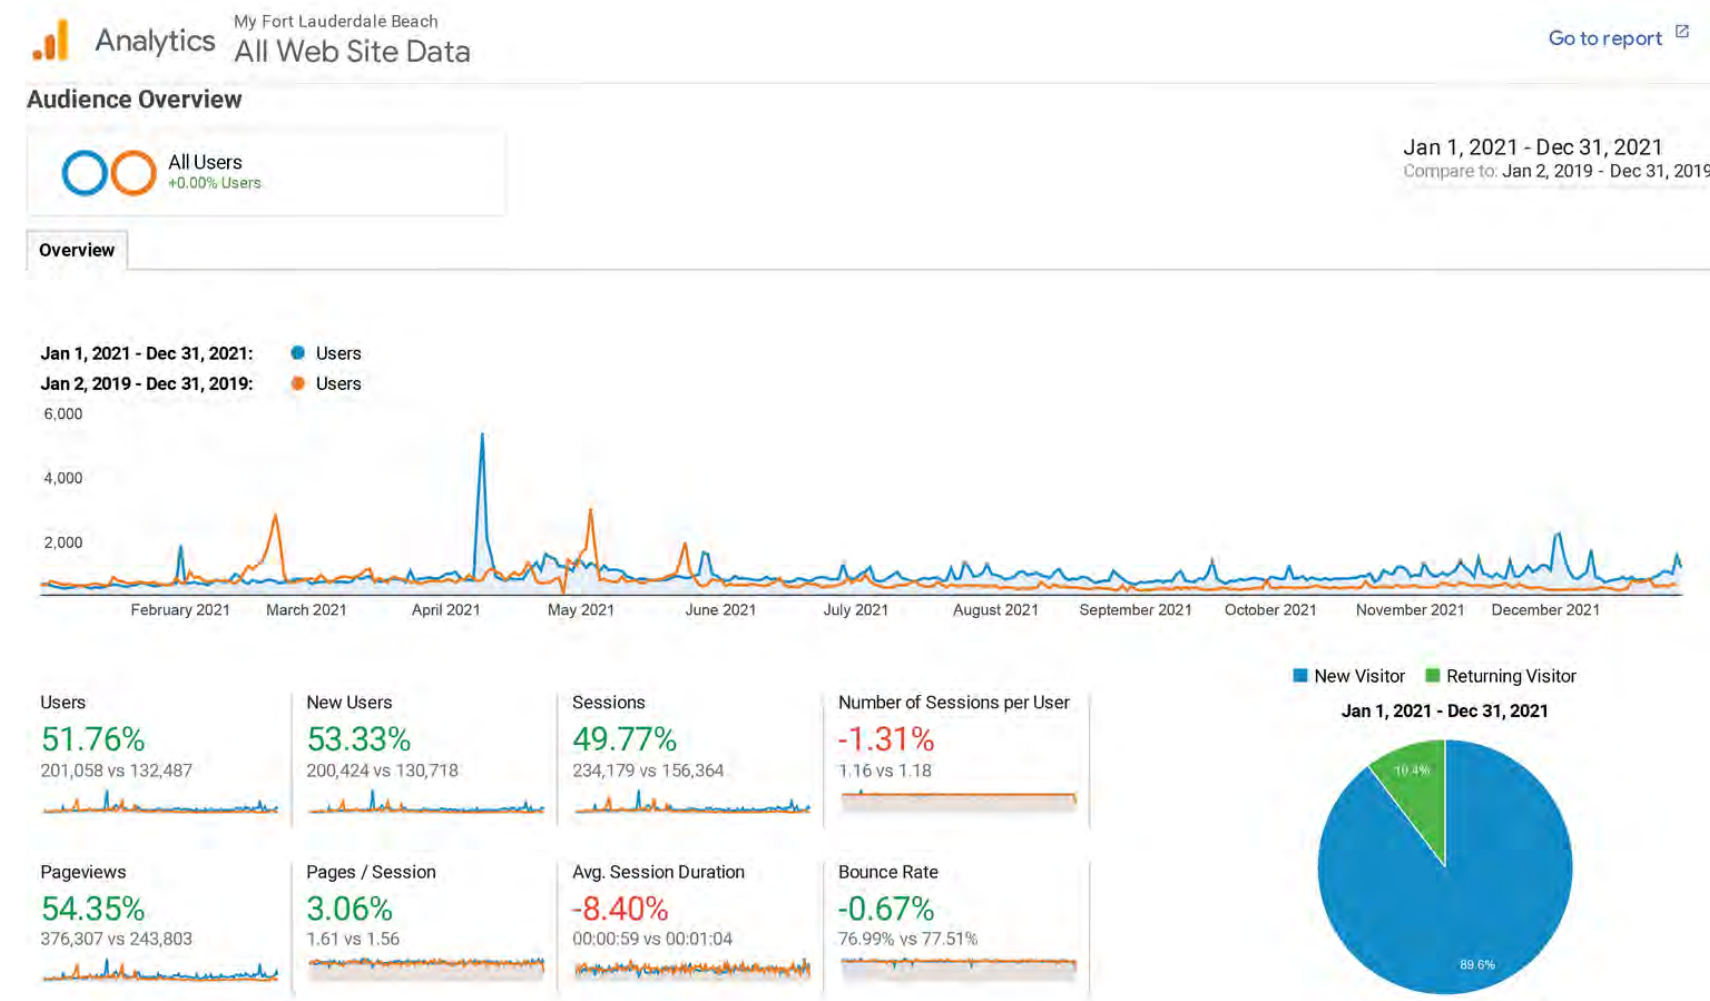 Analytics
My Fort Lauderdale Beach
All Web Site Data
Go to report
Audience Overview
All Users
+0.00% Users
Jan 1, 2021 - Dec 31, 2021
Compare to: Jan 2, 2019 - Dec 31, 2019
Overview
Jan 1, 2021 - Dec 31, 2021: Users
Jan 2, 2019 - Dec 31, 2019: Users
6,000
4,000
2,000
February 2021 March 2021 April 2021 May 2021 June 2021 July 2021 August 2021 September 2021 October 2021 November 2021 December 2021
New Visitor Returning Visitor
Jan 1, 2021 - Dec 31, 2021
10.4%
89.6%
Users
51.76%
201,058 vs 132,487
New Users
53.33%
200,424 vs 130,718
Sessions
49.77%
234,179 vs 156,364
Number of Sessions per User
-1.31%
1.16 vs 1.18
Pageviews
54.35%
376,307 vs 243,803
Pages / Session
3.06%
1.61 vs 1.56
Avg. Session Duration
-8.40%
00:00:59 vs 00:01:04
Bounce Rate
-0.67%
76.99% vs 77.51%